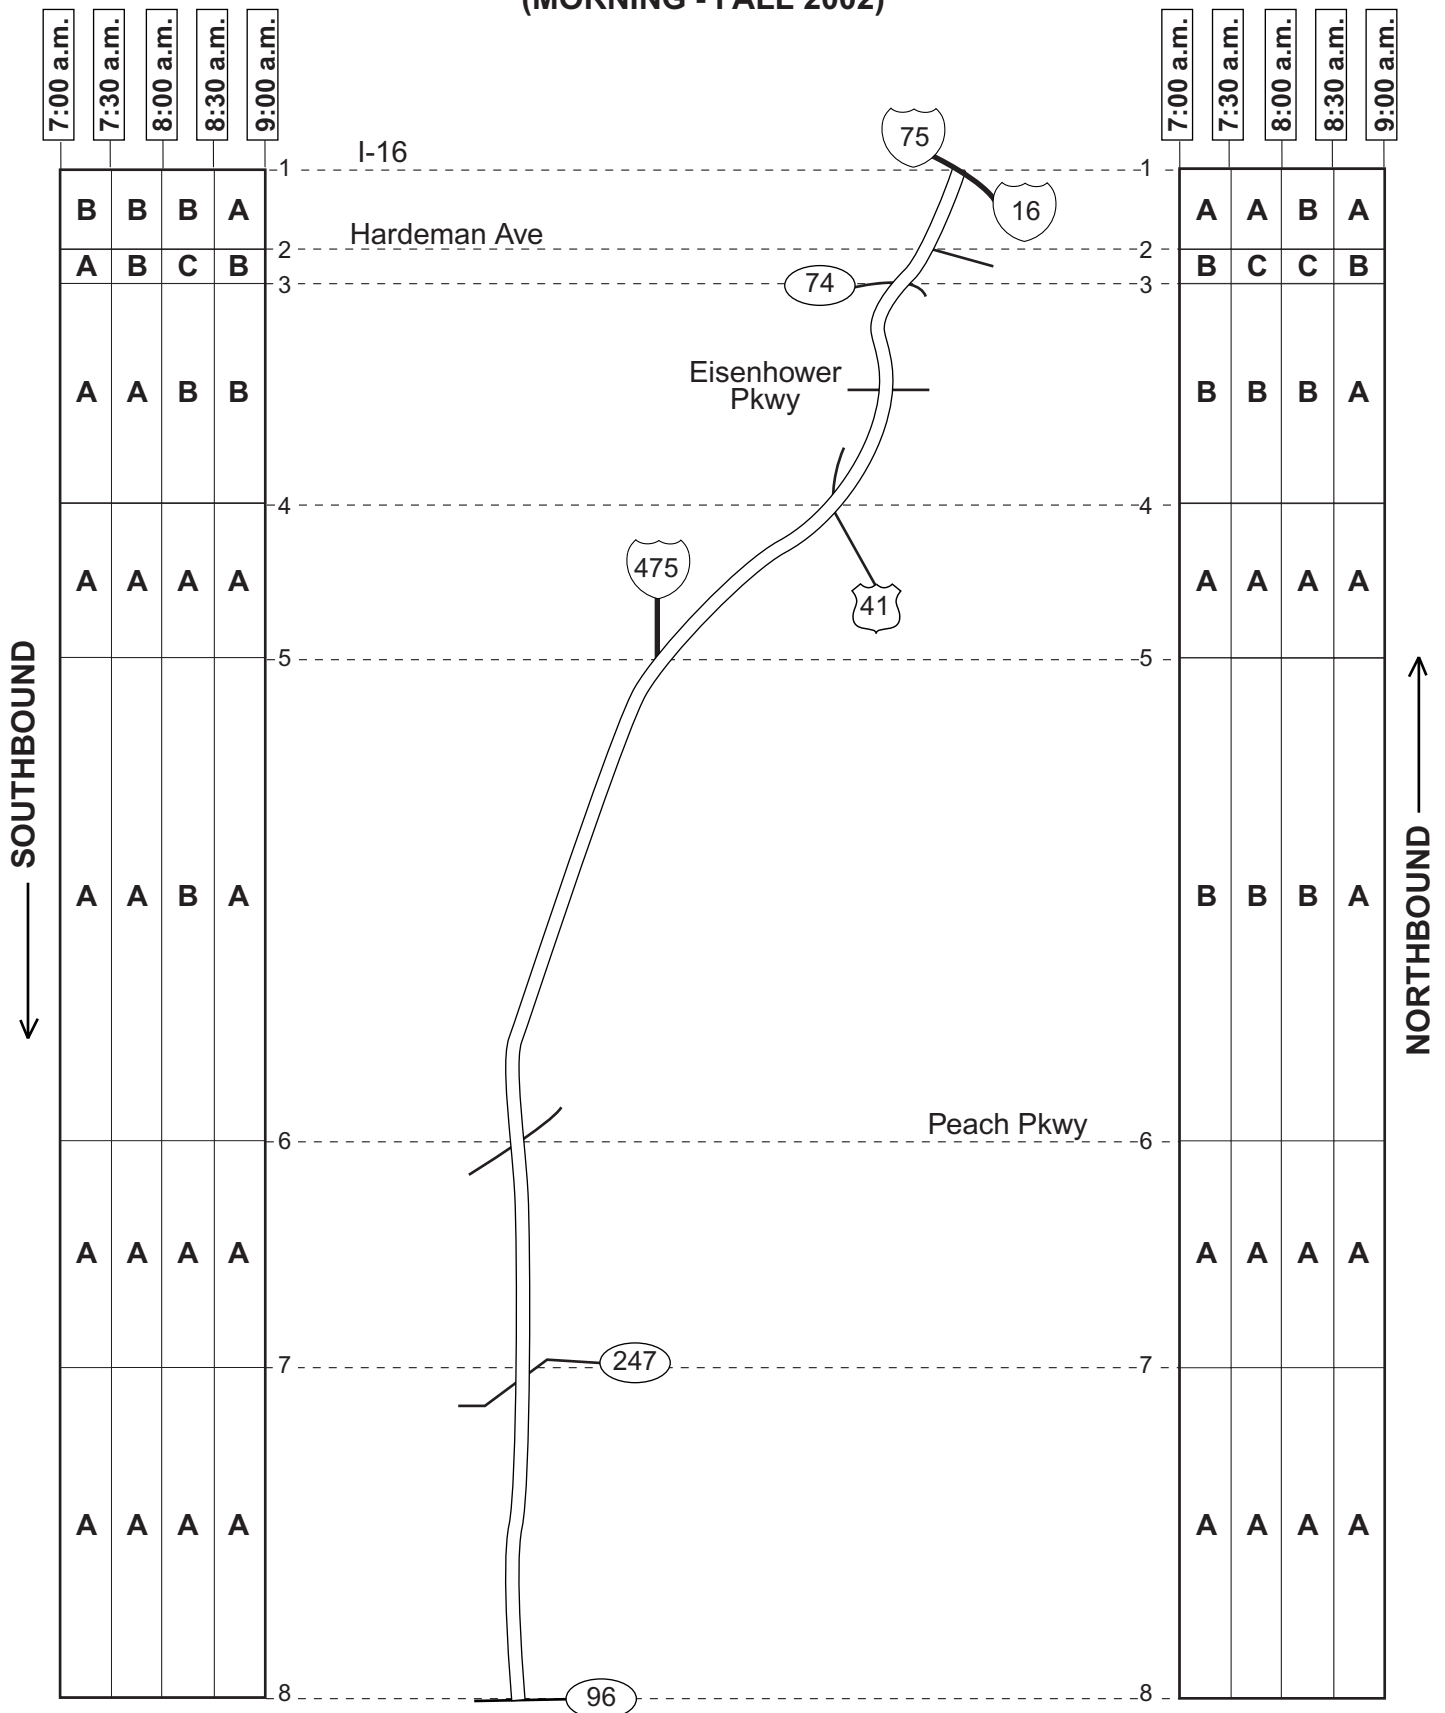 (MORNING - FALL 2002)
7:00 a.m. 7:30 a.m. 8:00 a.m. 8:30 a.m. 9:00 a.m.
7:00 a.m. 7:30 a.m. 8:00 a.m. 8:30 a.m. 9:00 a.m.
75
I-16
1 1
B B B A
16
A A B A
Hardeman Ave
2 2
A B C B
B C C B
74
3 3
Eisenhower
Pkwy
A A B B
B B B A
4 4
475
A A A A
A A A A
41
5 5
SOUTHBOUND
NORTHBOUND
A A B A
B B B A
Peach Pkwy
6 6
A A A A
A A A A
247
7 7
A A A A
A A A A
96
8 8